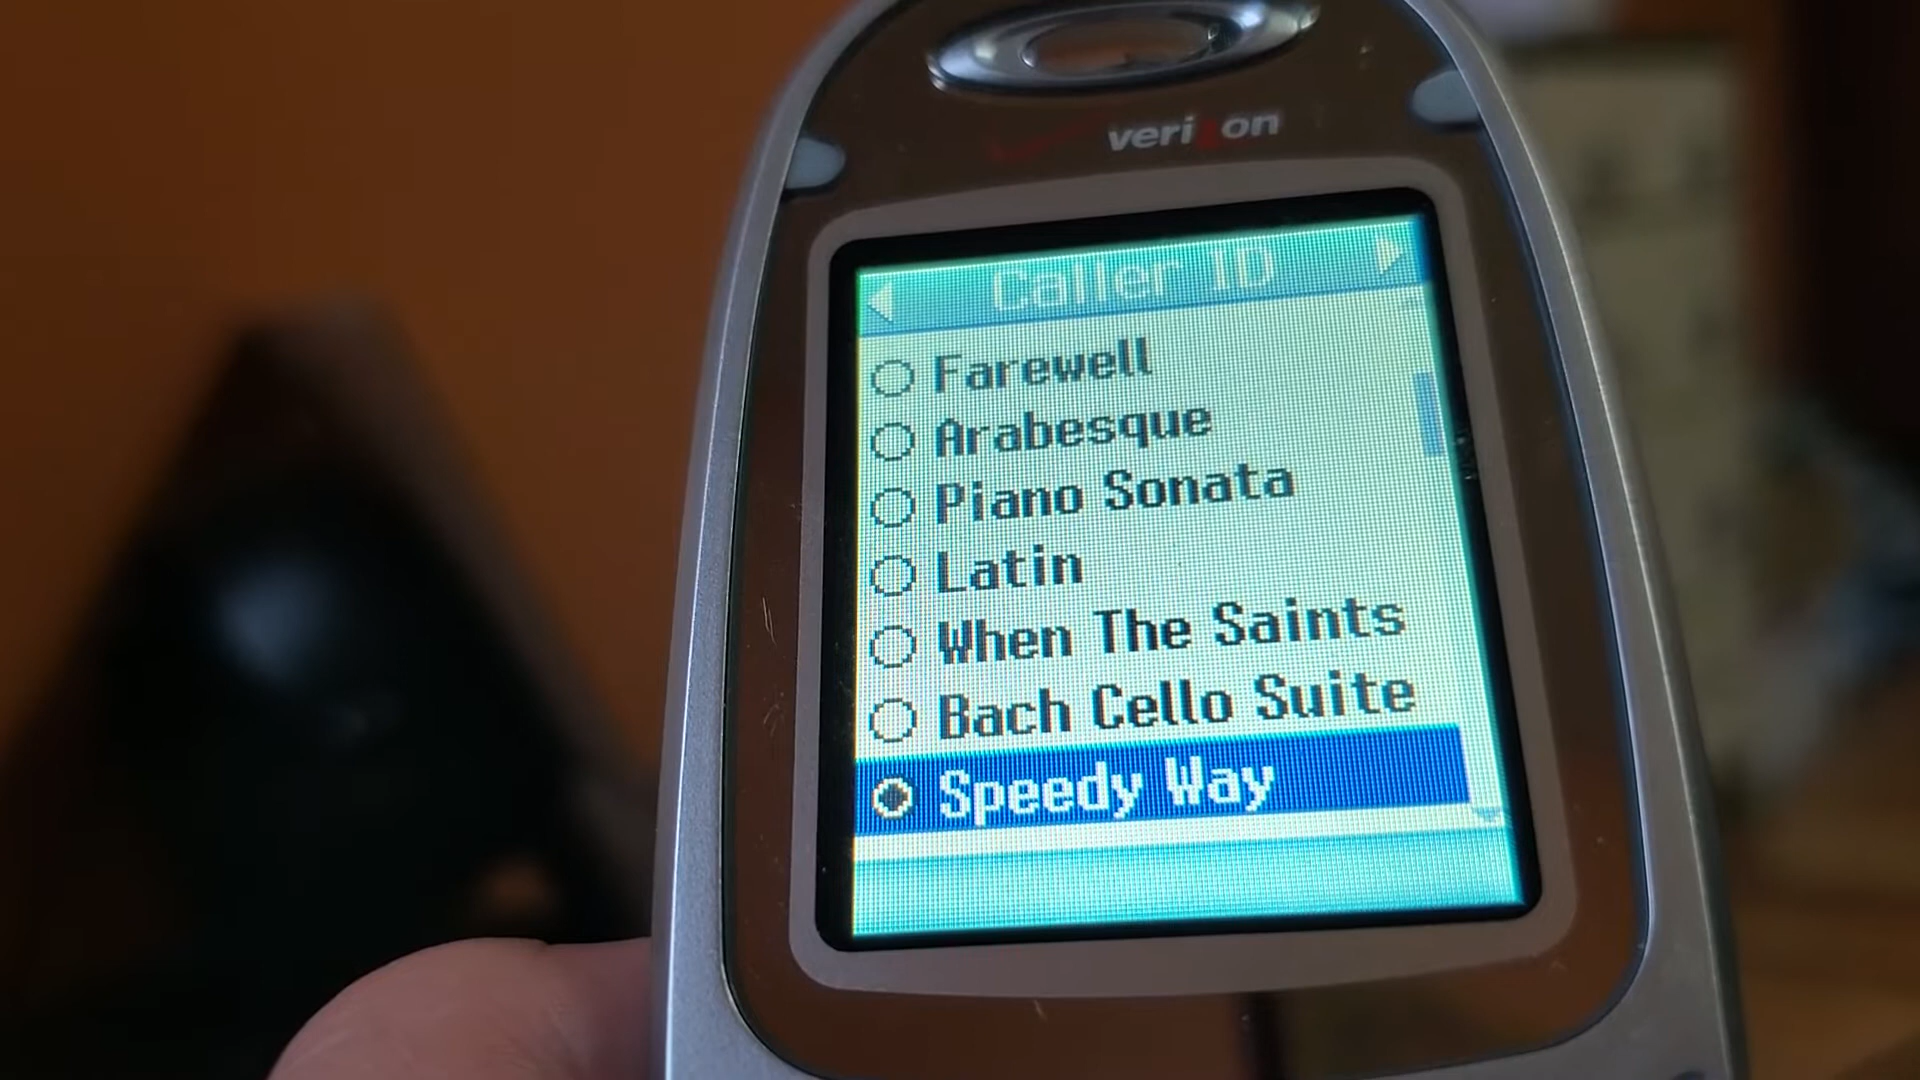 verizon
Caller ID
Farewell
Arabesque
Piano Sonata
Latin
When The Saints
Bach Cello Suite
Speedy Way